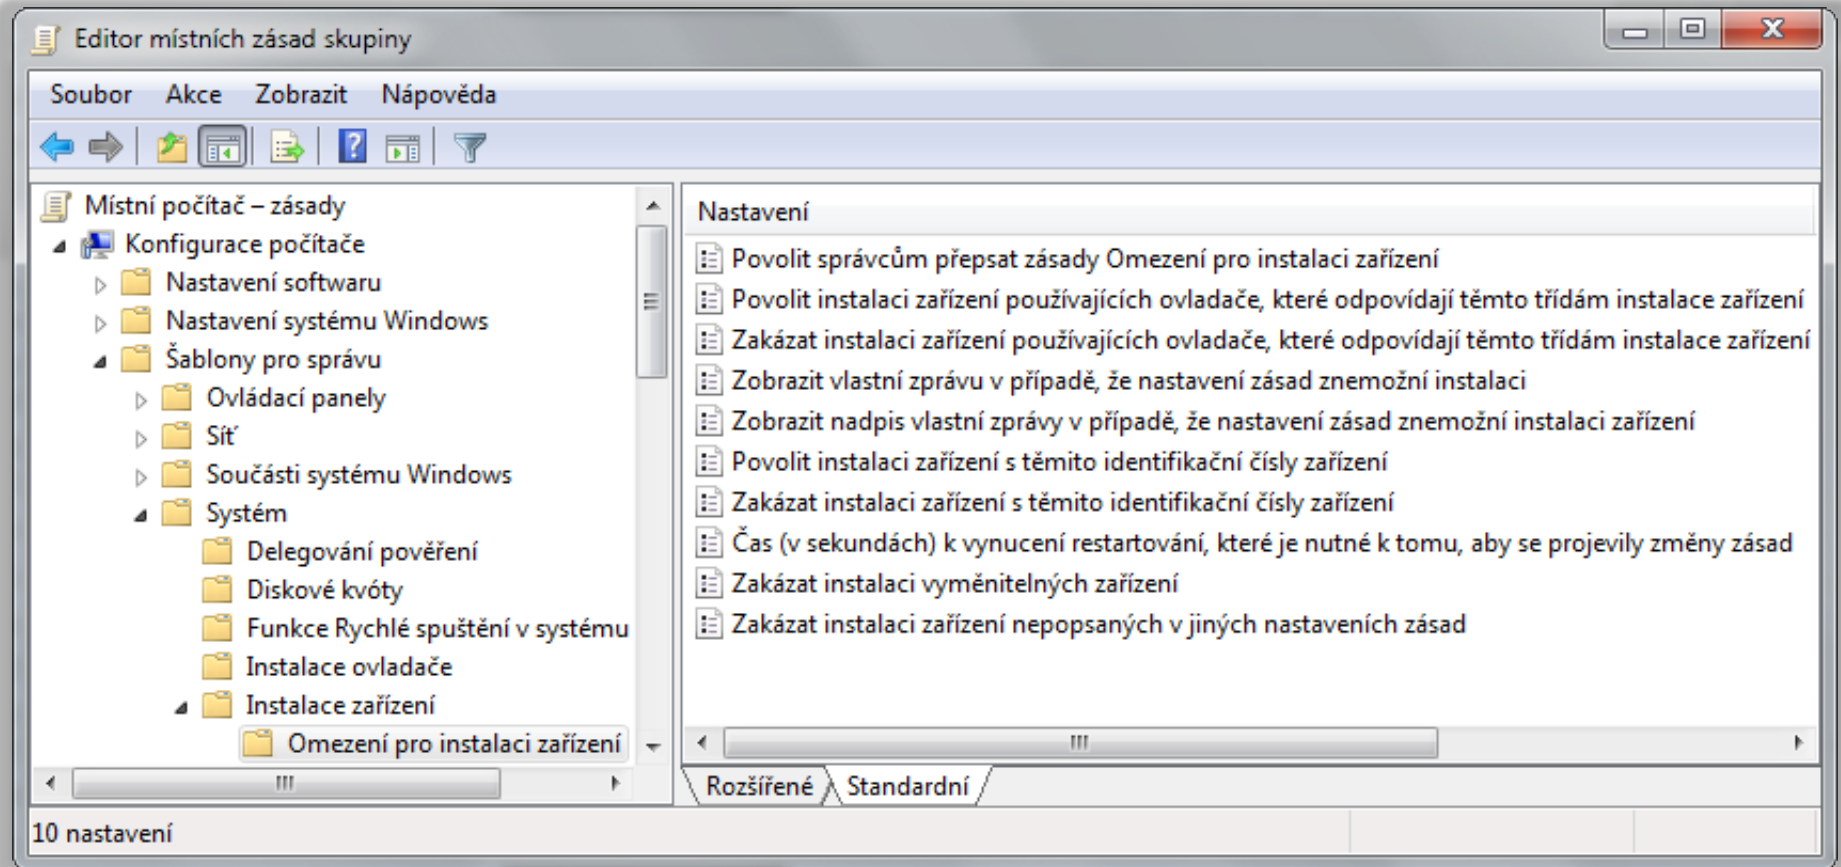 Editor místních zásad skupiny
Soubor Akce Zobrazit Nápověda
Místní počítač – zásady
Konfigurace počítače
Nastavení softwaru
Nastavení systému Windows
Šablony pro správu
Ovládací panely
Síť
Součásti systému Windows
Systém
Delegování pověření
Diskové kvóty
Funkce Rychlé spuštění v systému
Instalace ovladače
Instalace zařízení
Omezení pro instalaci zařízení
Nastavení
Povolit správcům přepsat zásady Omezení pro instalaci zařízení
Povolit instalaci zařízení používajících ovladače, které odpovídají těmto třídám instalace zařízení
Zakázat instalaci zařízení používajících ovladače, které odpovídají těmto třídám instalace zařízení
Zobrazit vlastní zprávu v případě, že nastavení zásad znemožní instalaci
Zobrazit nadpis vlastní zprávy v případě, že nastavení zásad znemožní instalaci zařízení
Povolit instalaci zařízení s těmito identifikační čísly zařízení
Zakázat instalaci zařízení s těmito identifikační čísly zařízení
Čas (v sekundách) k vynucení restartování, které je nutné k tomu, aby se projevily změny zásad
Zakázat instalaci vyměnitelných zařízení
Zakázat instalaci zařízení nepopsaných v jiných nastaveních zásad
Rozšířené Standardní
10 nastavení